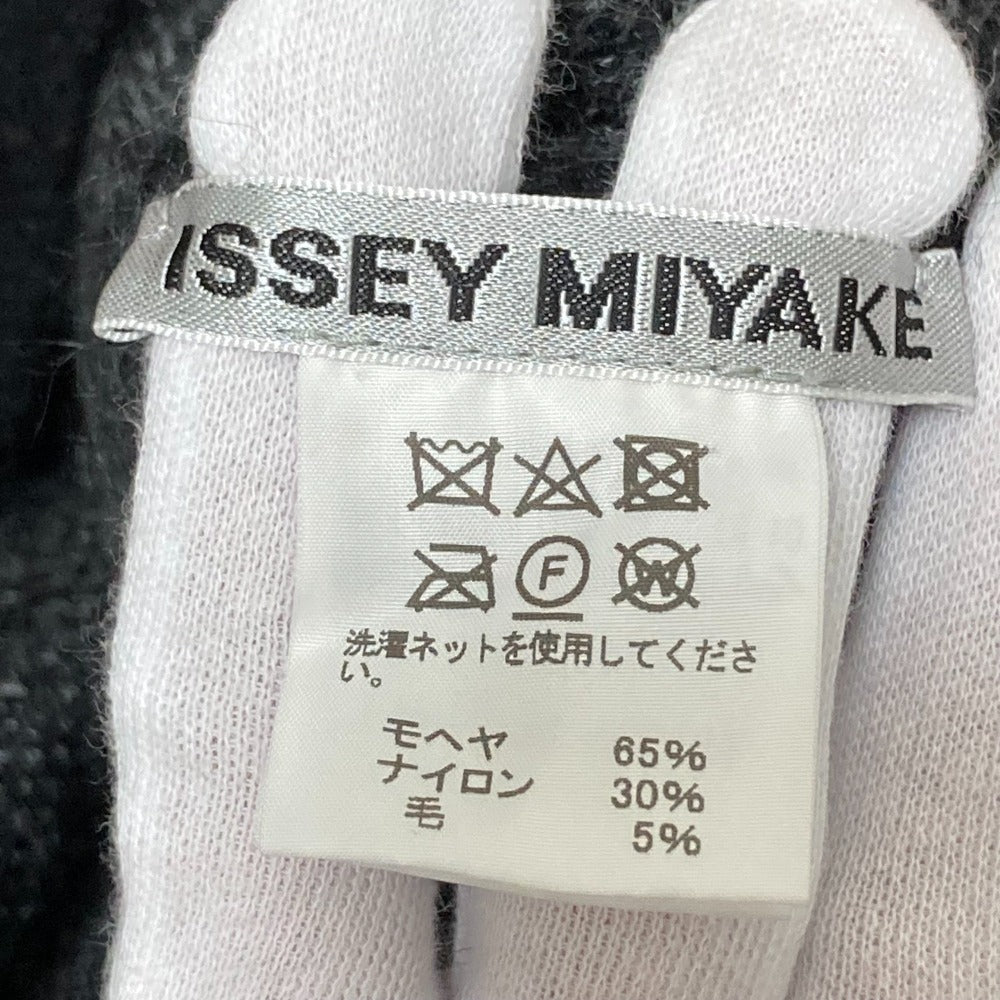 ISSEY MIYAKE
F
W
洗濯ネットを使用してくださ
い。
モヘヤ 65%
ナイロン 30%
毛 5%